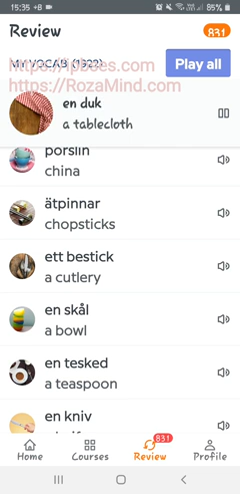 15:35 +8
85%
Review
831
MY VOCAB (1322)
https://ipieces.com
https://RozaMind.com
Play all
en duk
a tablecloth
porslin
china
ätpinnar
chopsticks
ett bestick
a cutlery
en skål
a bowl
en tesked
a teaspoon
en kniv
831
Home
Courses
Review
Profile